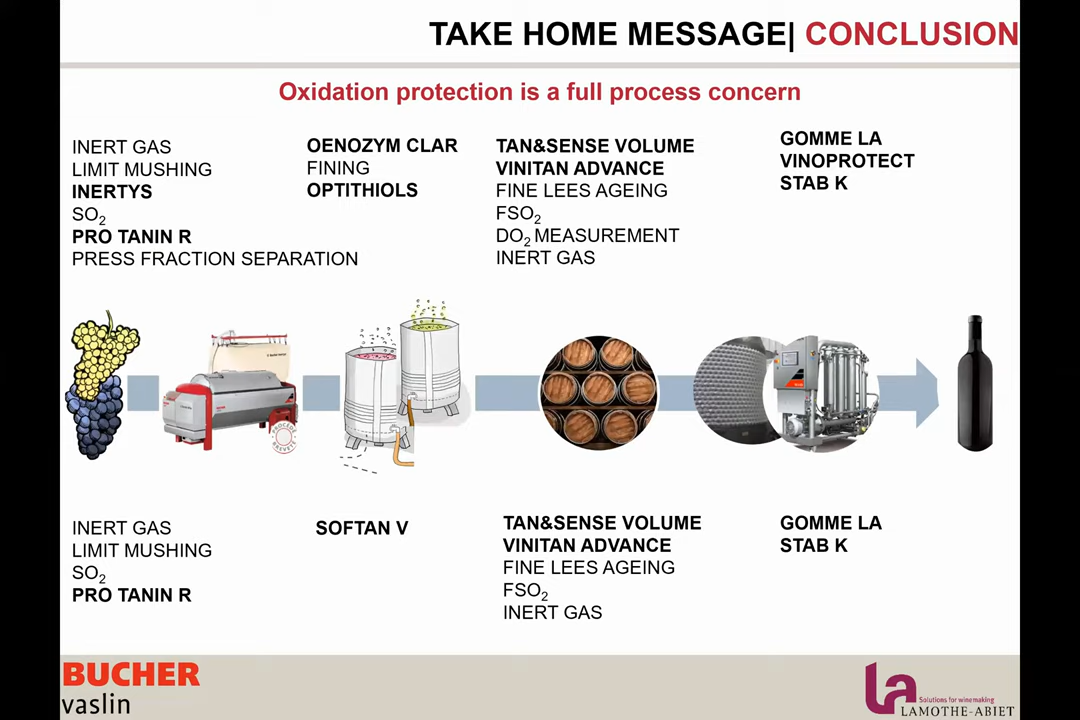 TAKE HOME MESSAGE| CONCLUSION
Oxidation protection is a full process concern
INERT GAS
LIMIT MUSHING
INERTYS
SO2
PRO TANIN R
PRESS FRACTION SEPARATION
OENOZYM CLAR
FINING
OPTITHIOLS
TAN&SENSE VOLUME
VINITAN ADVANCE
FINE LEES AGEING
FSO2
DO2 MEASUREMENT
INERT GAS
GOMME LA
VINOPROTECT
STAB K
INERT GAS
LIMIT MUSHING
SO2
PRO TANIN R
SOFTAN V
TAN&SENSE VOLUME
VINITAN ADVANCE
FINE LEES AGEING
FSO2
INERT GAS
GOMME LA
STAB K
BUCHER
vaslin
La
Solutions for winemaking
LAMOTHE-ABIET